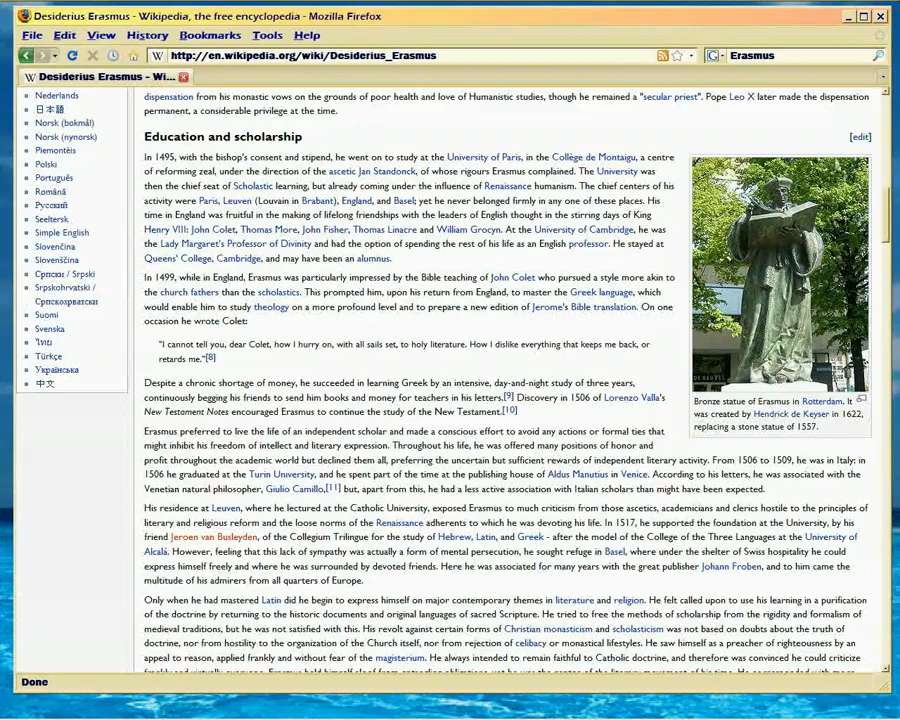 Desiderius Erasmus - Wikipedia, the free encyclopedia - Mozilla Firefox
File Edit View History Bookmarks Tools Help
W http://en.wikipedia.org/wiki/Desiderius_Erasmus G Erasmus
W Desiderius Erasmus - Wi...
Nederlands
日本語
Norsk (bokmål)
Norsk (nynorsk)
Piemontèis
Polski
Português
Română
Русский
Seeltersk
Simple English
Slovenčina
Slovenščina
Српски / Srpski
Srpskohrvatski /
Српскохрватски
Suomi
Svenska
ไทย
Türkçe
Українська
中文
dispensation from his monastic vows on the grounds of poor health and love of Humanistic studies, though he remained a "secular priest". Pope Leo X later made the dispensation
permanent, a considerable privilege at the time.
Education and scholarship [edit]
In 1495, with the bishop's consent and stipend, he went on to study at the University of Paris, in the Collège de Montaigu, a centre
of reforming zeal, under the direction of the ascetic Jan Standonck, of whose rigours Erasmus complained. The University was
then the chief seat of Scholastic learning, but already coming under the influence of Renaissance humanism. The chief centers of his
activity were Paris, Leuven (Louvain in Brabant), England, and Basel; yet he never belonged firmly in any one of these places. His
time in England was fruitful in the making of lifelong friendships with the leaders of English thought in the stirring days of King
Henry VIII: John Colet, Thomas More, John Fisher, Thomas Linacre and William Grocyn. At the University of Cambridge, he was
the Lady Margaret's Professor of Divinity and had the option of spending the rest of his life as an English professor. He stayed at
Queens' College, Cambridge, and may have been an alumnus.
In 1499, while in England, Erasmus was particularly impressed by the Bible teaching of John Colet who pursued a style more akin to
the church fathers than the scholastics. This prompted him, upon his return from England, to master the Greek language, which
would enable him to study theology on a more profound level and to prepare a new edition of Jerome's Bible translation. On one
occasion he wrote Colet:
"I cannot tell you, dear Colet, how I hurry on, with all sails set, to holy literature. How I dislike everything that keeps me back, or
retards me."[8]
Despite a chronic shortage of money, he succeeded in learning Greek by an intensive, day-and-night study of three years,
continuously begging his friends to send him books and money for teachers in his letters.[9] Discovery in 1506 of Lorenzo Valla's
New Testament Notes encouraged Erasmus to continue the study of the New Testament.[10]
Bronze statue of Erasmus in Rotterdam. It
was created by Hendrick de Keyser in 1622,
replacing a stone statue of 1557.
Erasmus preferred to live the life of an independent scholar and made a conscious effort to avoid any actions or formal ties that
might inhibit his freedom of intellect and literary expression. Throughout his life, he was offered many positions of honor and
profit throughout the academic world but declined them all, preferring the uncertain but sufficient rewards of independent literary activity. From 1506 to 1509, he was in Italy: in
1506 he graduated at the Turin University, and he spent part of the time at the publishing house of Aldus Manutius in Venice. According to his letters, he was associated with the
Venetian natural philosopher, Giulio Camillo,[11] but, apart from this, he had a less active association with Italian scholars than might have been expected.
His residence at Leuven, where he lectured at the Catholic University, exposed Erasmus to much criticism from those ascetics, academicians and clerics hostile to the principles of
literary and religious reform and the loose norms of the Renaissance adherents to which he was devoting his life. In 1517, he supported the foundation at the University, by his
friend Jeroen van Busleyden, of the Collegium Trilingue for the study of Hebrew, Latin, and Greek - after the model of the College of the Three Languages at the University of
Alcalá. However, feeling that this lack of sympathy was actually a form of mental persecution, he sought refuge in Basel, where under the shelter of Swiss hospitality he could
express himself freely and where he was surrounded by devoted friends. Here he was associated for many years with the great publisher Johann Froben, and to him came the
multitude of his admirers from all quarters of Europe.
Only when he had mastered Latin did he begin to express himself on major contemporary themes in literature and religion. He felt called upon to use his learning in a purification
of the doctrine by returning to the historic documents and original languages of sacred Scripture. He tried to free the methods of scholarship from the rigidity and formalism of
medieval traditions, but he was not satisfied with this. His revolt against certain forms of Christian monasticism and scholasticism was not based on doubts about the truth of
doctrine, nor from hostility to the organization of the Church itself, nor from rejection of celibacy or monastical lifestyles. He saw himself as a preacher of righteousness by an
appeal to reason, applied frankly and without fear of the magisterium. He always intended to remain faithful to Catholic doctrine, and therefore was convinced he could criticize
Done